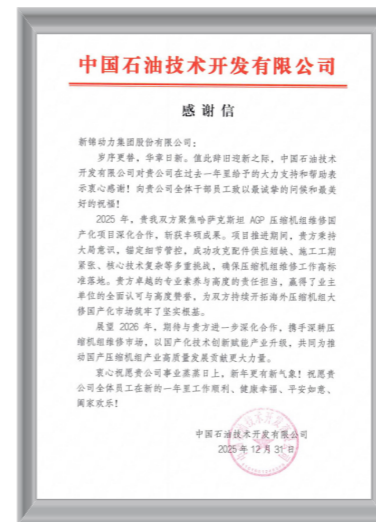 中国石油技术开发有限公司
感谢信
新锦动力集团股份有限公司：
岁序更替，华章日新。值此辞旧迎新之际，中国石油技术
开发有限公司对贵公司在过去一年里给予的大力支持和帮助表
示衷心感谢！向贵公司全体干部员工致以最诚挚的问候和最美
好的祝福！
2025 年，贵我双方聚焦哈萨克斯坦 AGP 压缩机组维修国
产化项目深化合作，斩获丰硕成果。项目推进期间，贵方秉持
大局意识，锚定细节管控，成功攻克配件供应短缺、施工工期
紧张、核心技术复杂等多重挑战，确保压缩机组维修工作高标
准落地。贵方卓越的专业素养与高度的责任担当，赢得了业主
单位的全面认可与高度赞誉，为双方持续开拓海外压缩机组大
修国产化市场筑牢了坚实根基。
展望 2026 年，期待与贵方进一步深化合作，携手深耕压
缩机组维修市场，以国产化技术创新赋能产业升级，共同为推
动国产压缩机组产业高质量发展贡献更大力量。
衷心祝愿贵公司事业蒸蒸日上，新年更有新气象！祝愿贵
公司全体员工在新的一年里工作顺利、健康幸福、平安如意、
阖家欢乐！
中国石油技术开发有限公司
2025 年 12 月 31 日